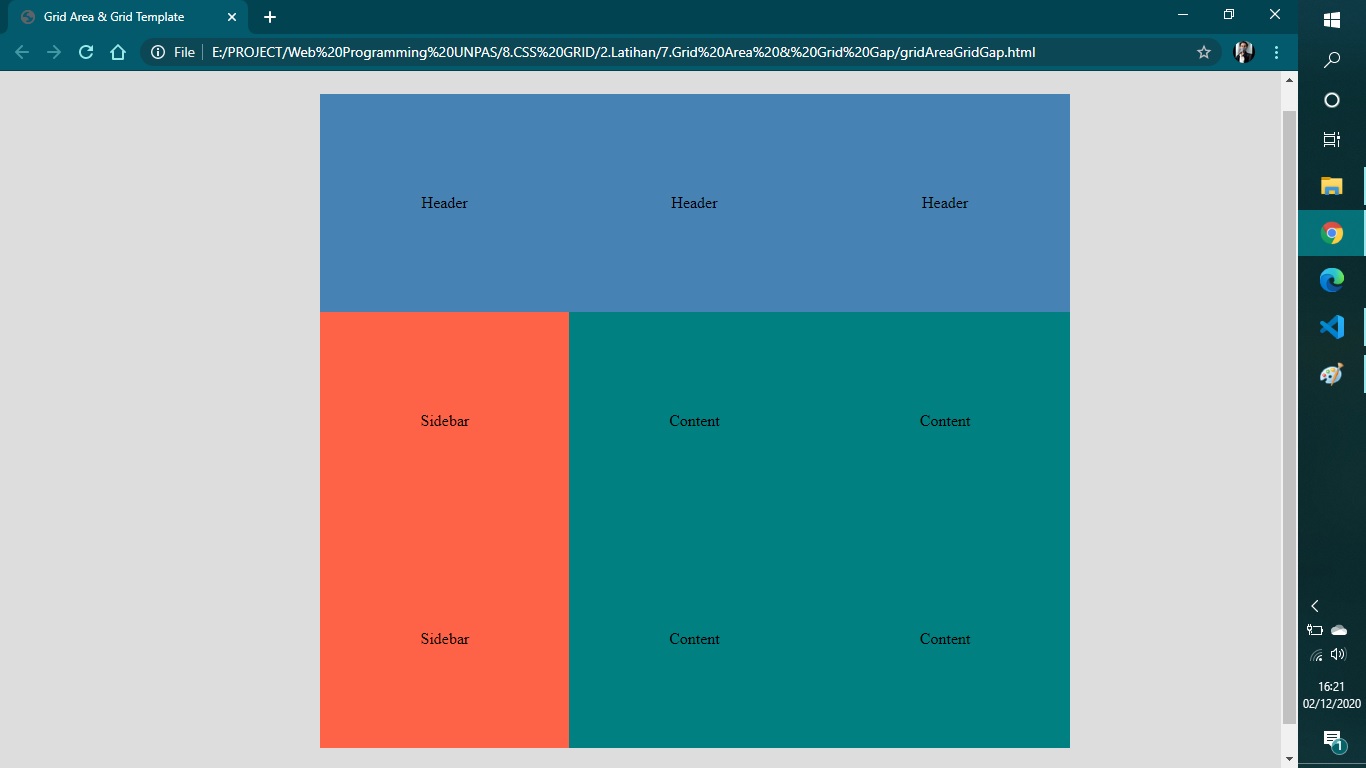 Grid Area & Grid Template
File
E:/PROJECT/Web%20Programming%20UNPAS/8.CSS%20GRID/2.Latihan/7.Grid%20Area%20&%20Grid%20Gap/gridAreaGridGap.html
Header Header Header
Sidebar Content Content
Sidebar Content Content
16:21
02/12/2020
1